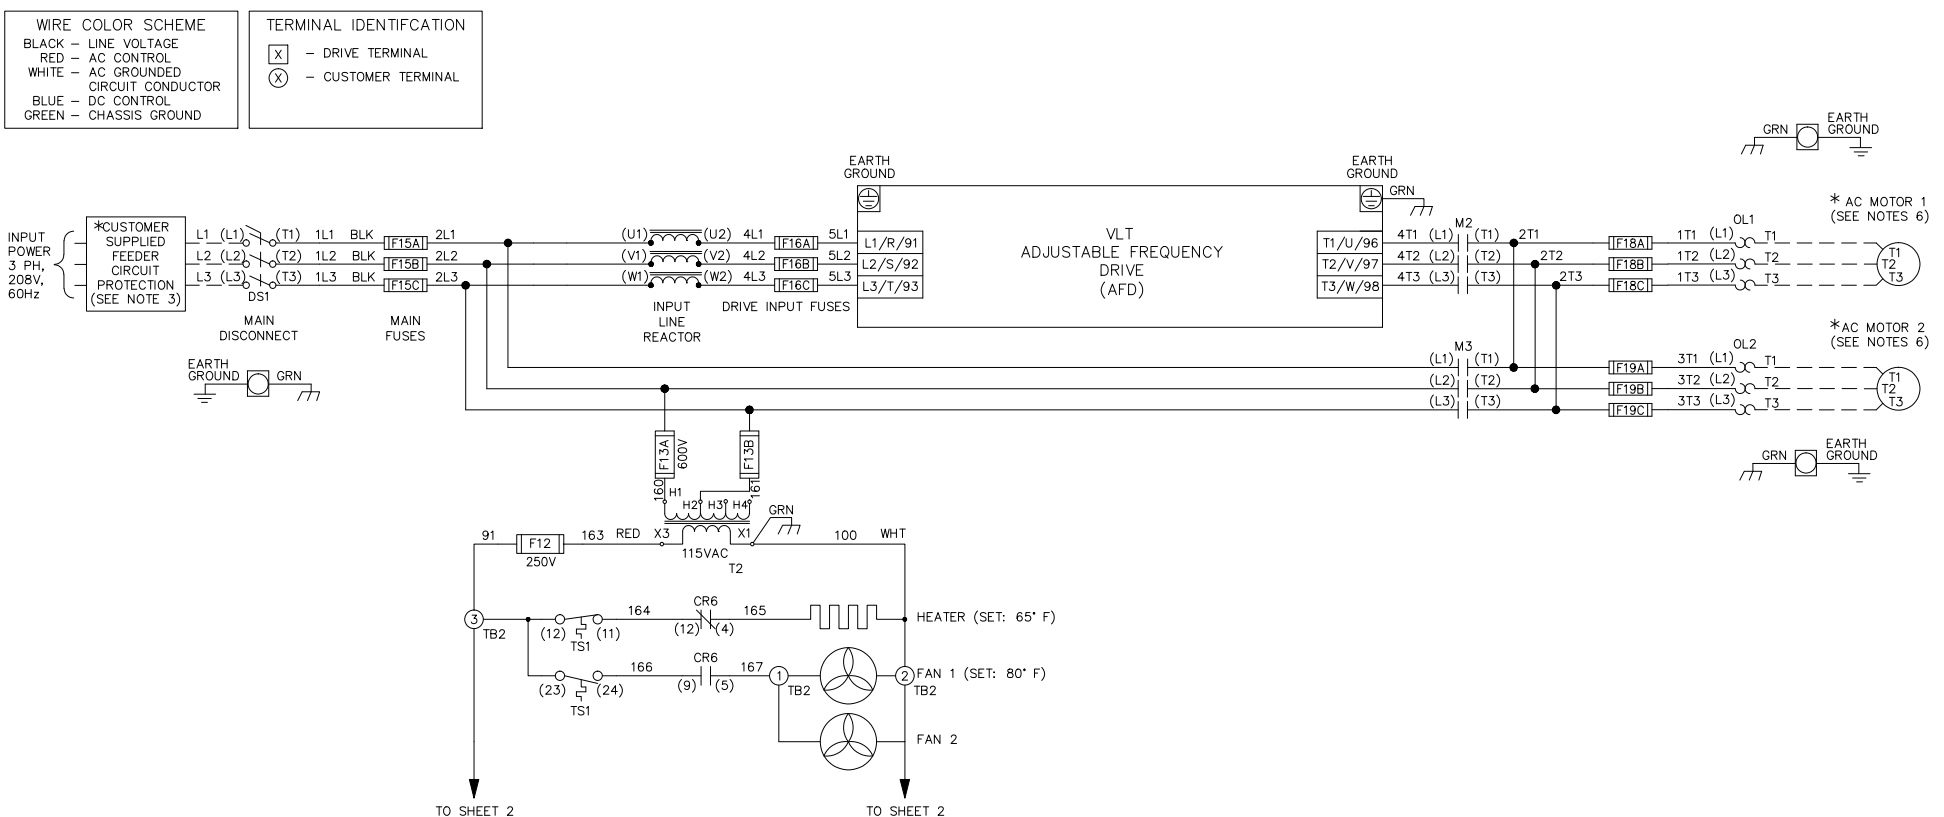 WIRE COLOR SCHEME
BLACK – LINE VOLTAGE
RED – AC CONTROL
WHITE – AC GROUNDED
CIRCUIT CONDUCTOR
BLUE – DC CONTROL
GREEN – CHASSIS GROUND
TERMINAL IDENTIFCATION
X – DRIVE TERMINAL
X – CUSTOMER TERMINAL
GRN
EARTH
GROUND
EARTH
GROUND
EARTH
GROUND
GRN
INPUT
POWER
3 PH,
208V,
60Hz
*CUSTOMER
SUPPLIED
FEEDER
CIRCUIT
PROTECTION
(SEE NOTE 3)
L1 (L1) (T1) 1L1 BLK F15A 2L1
L2 (L2) (T2) 1L2 BLK F15B 2L2
L3 (L3) (T3) 1L3 BLK F15C 2L3
DS1
MAIN
DISCONNECT
MAIN
FUSES
(U1) (U2) 4L1 F16A 5L1 L1/R/91
(V1) (V2) 4L2 F16B 5L2 L2/S/92
(W1) (W2) 4L3 F16C 5L3 L3/T/93
INPUT
LINE
REACTOR
DRIVE INPUT FUSES
VLT
ADJUSTABLE FREQUENCY
DRIVE
(AFD)
M2
T1/U/96 4T1 (L1) (T1) 2T1 F18A 1T1 (L1) T1
T2/V/97 4T2 (L2) (T2) 2T2 F18B 1T2 (L2) T2
T3/W/98 4T3 (L3) (T3) 2T3 F18C 1T3 (L3) T3
OL1
* AC MOTOR 1
(SEE NOTES 6)
T1
T2
T3
EARTH
GROUND
GRN
M3
(L1) (T1) F19A 3T1 (L1) T1
(L2) (T2) F19B 3T2 (L2) T2
(L3) (T3) F19C 3T3 (L3) T3
OL2
*AC MOTOR 2
(SEE NOTES 6)
T1
T2
T3
GRN
EARTH
GROUND
F13A
600V
F13B
160
H1
H2
H3
H4
161
GRN
91
F12
250V
163
RED
X3
X1
115VAC
T2
100
WHT
3
TB2
(12)
(11)
TS1
164
CR6
(12)
(4)
165
HEATER (SET: 65° F)
(23)
(24)
TS1
166
CR6
(9)
(5)
167
1
TB2
2
TB2
FAN 1 (SET: 80° F)
FAN 2
TO SHEET 2
TO SHEET 2